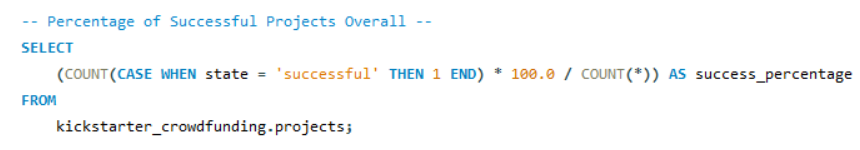 -- Percentage of Successful Projects Overall --
SELECT
(COUNT(CASE WHEN state = 'successful' THEN 1 END) * 100.0 / COUNT(*)) AS success_percentage
FROM
kickstarter_crowdfunding.projects;